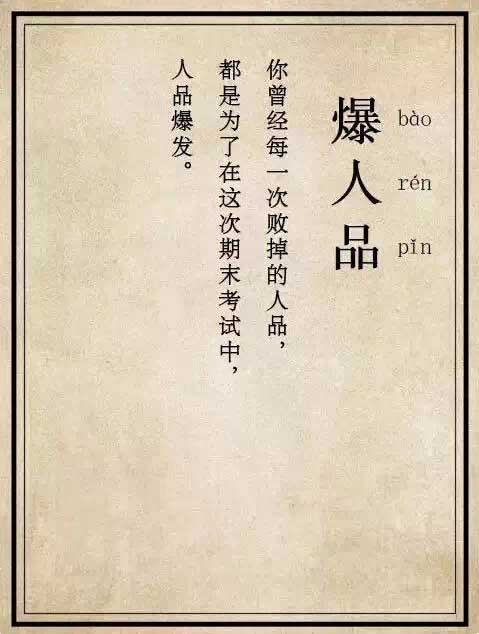 爆人品
bào
rén
pǐn
你曾经每一次败掉的人品，
都是为了在这次期末考试中，
人品爆发。